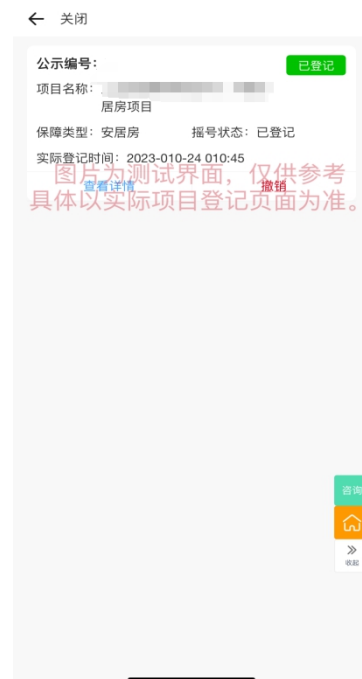 关闭
公示编号：
已登记
项目名称：
居房项目
保障类型：安居房 摇号状态：已登记
实际登记时间：2023-010-24 010:45
图片为测试界面，仅供参考
查看详情 撤销
具体以实际项目登记页面为准。
咨询
收起